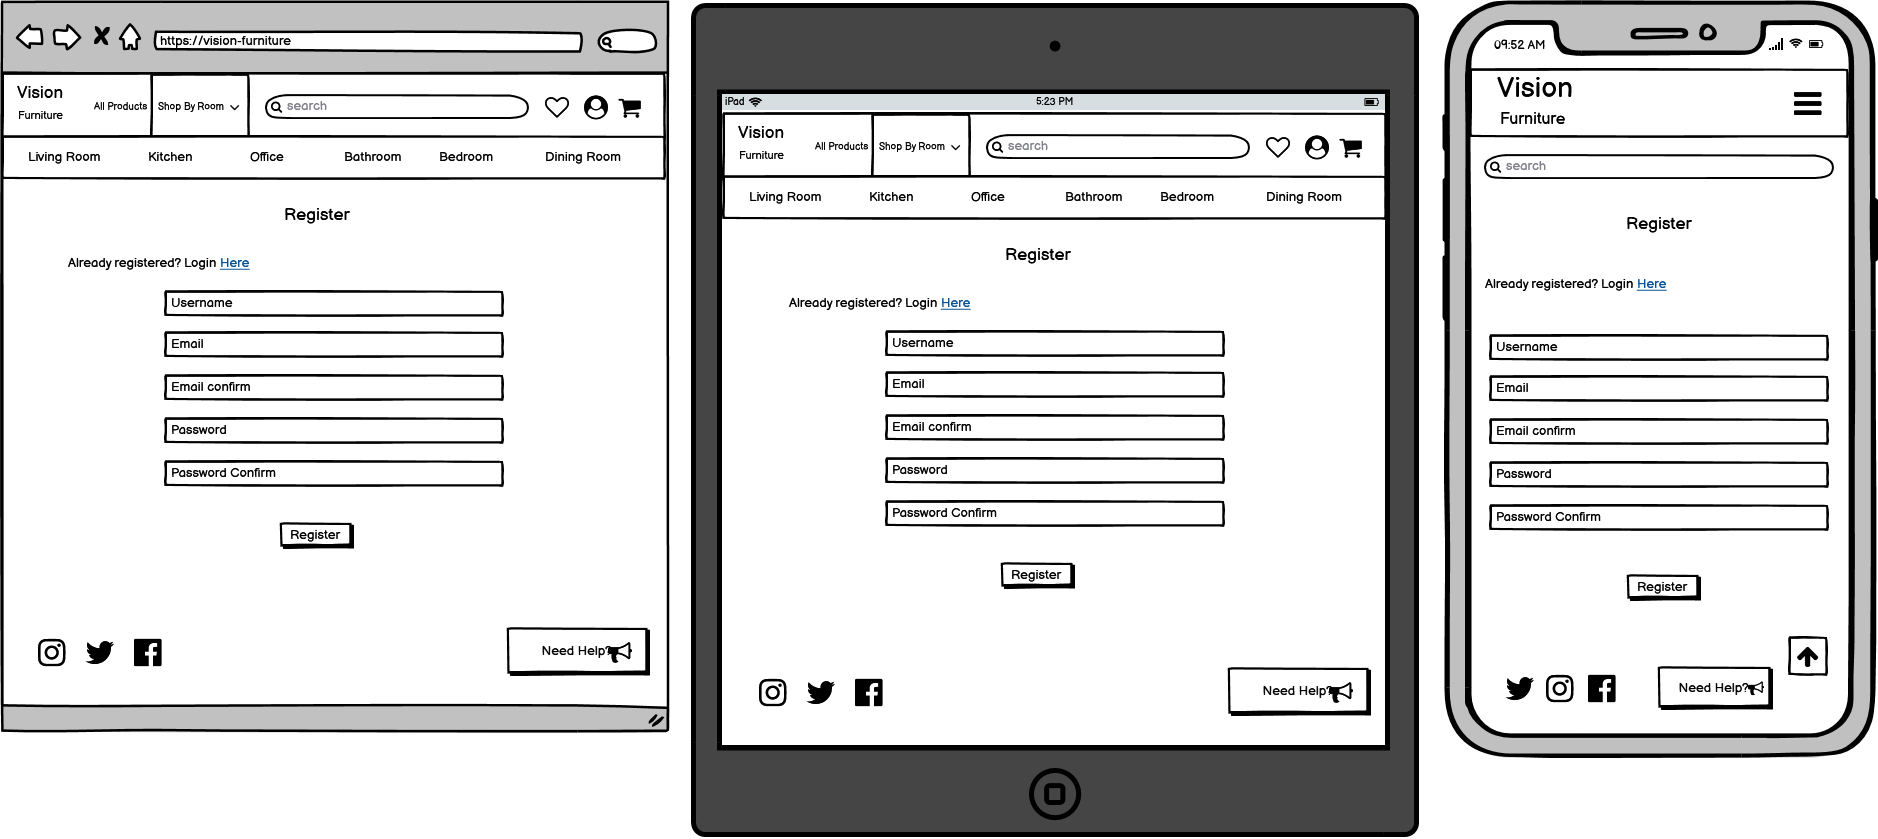 https://vision-furniture
Vision
Furniture
All Products
Shop By Room
search
Living Room Kitchen Office Bathroom Bedroom Dining Room
Register
Already registered? Login Here
Username
Email
Email confirm
Password
Password Confirm
Register
Need Help?
iPad 5:23 PM
Vision
Furniture
All Products
Shop By Room
search
Living Room Kitchen Office Bathroom Bedroom Dining Room
Register
Already registered? Login Here
Username
Email
Email confirm
Password
Password Confirm
Register
Need Help?
09:52 AM
Vision
Furniture
search
Register
Already registered? Login Here
Username
Email
Email confirm
Password
Password Confirm
Register
Need Help?